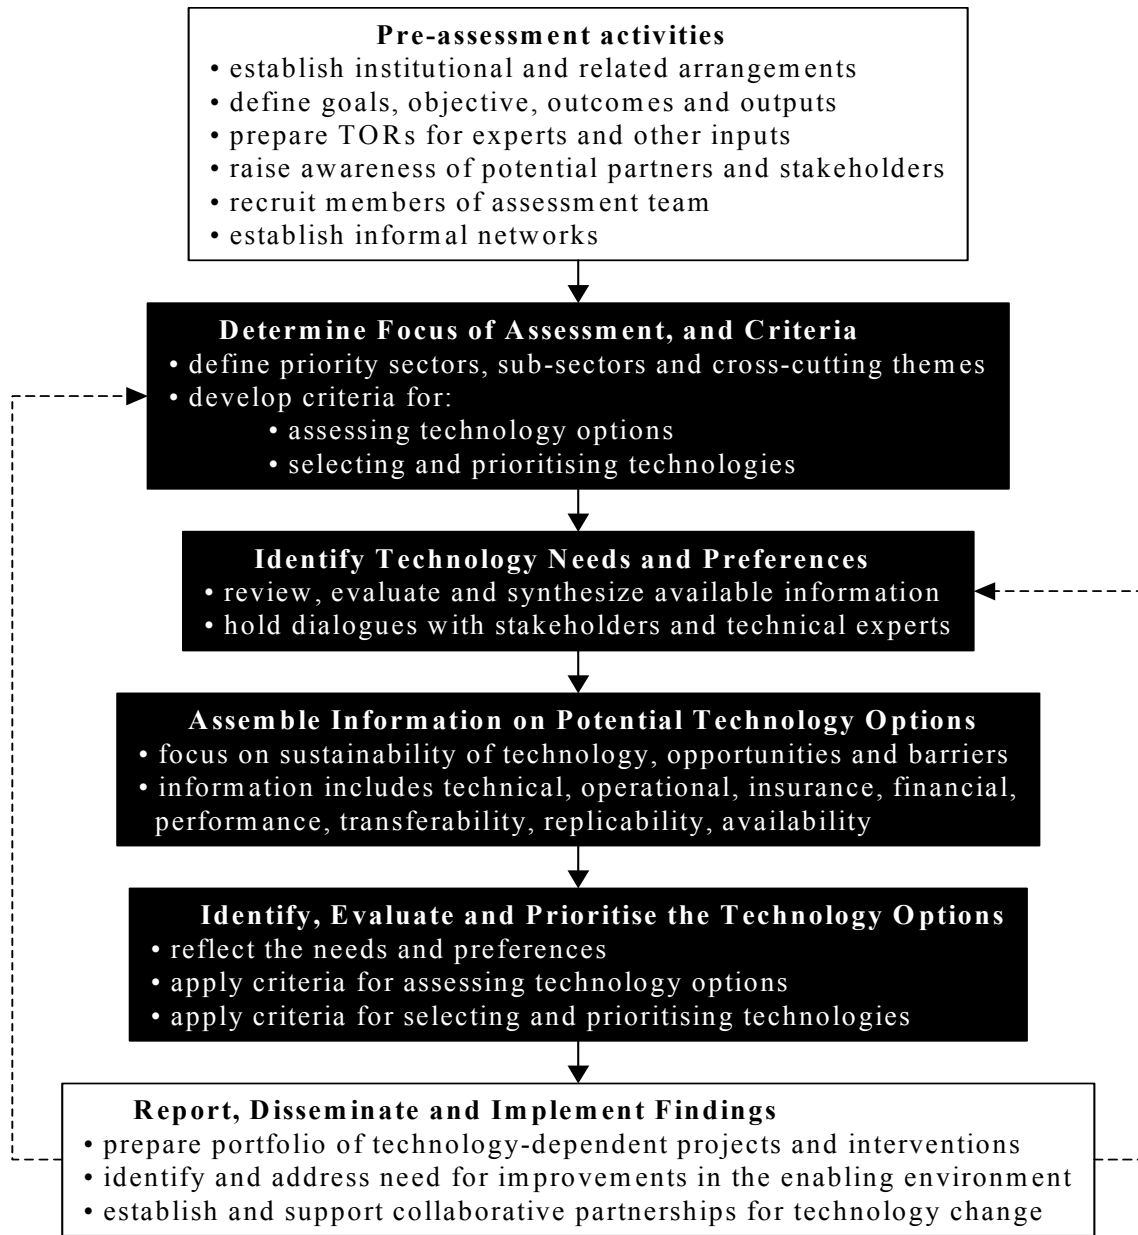 Pre-assessment activities
• establish institutional and related arrangements
• define goals, objective, outcomes and outputs
• prepare TORs for experts and other inputs
• raise awareness of potential partners and stakeholders
• recruit members of assessment team
• establish informal networks
Determine Focus of Assessment, and Criteria
• define priority sectors, sub-sectors and cross-cutting themes
• develop criteria for:
• assessing technology options
• selecting and prioritising technologies
Identify Technology Needs and Preferences
• review, evaluate and synthesize available information
• hold dialogues with stakeholders and technical experts
Assemble Information on Potential Technology Options
• focus on sustainability of technology, opportunities and barriers
• information includes technical, operational, insurance, financial,
performance, transferability, replicability, availability
Identify, Evaluate and Prioritise the Technology Options
• reflect the needs and preferences
• apply criteria for assessing technology options
• apply criteria for selecting and prioritising technologies
Report, Disseminate and Implement Findings
• prepare portfolio of technology-dependent projects and interventions
• identify and address need for improvements in the enabling environment
• establish and support collaborative partnerships for technology change